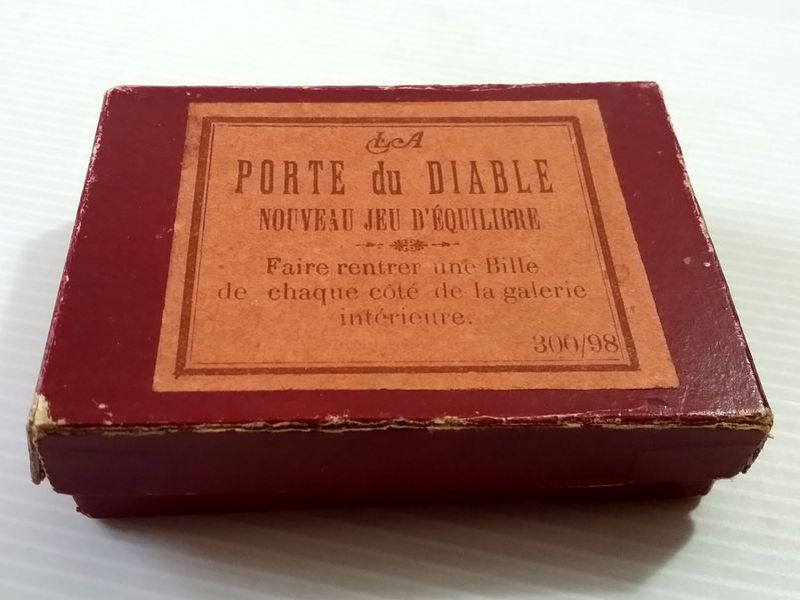 LA
PORTE du DIABLE
NOUVEAU JEU D'ÉQUILIBRE
Faire rentrer une Bille
de chaque côté de la galerie
intérieure.
300/98